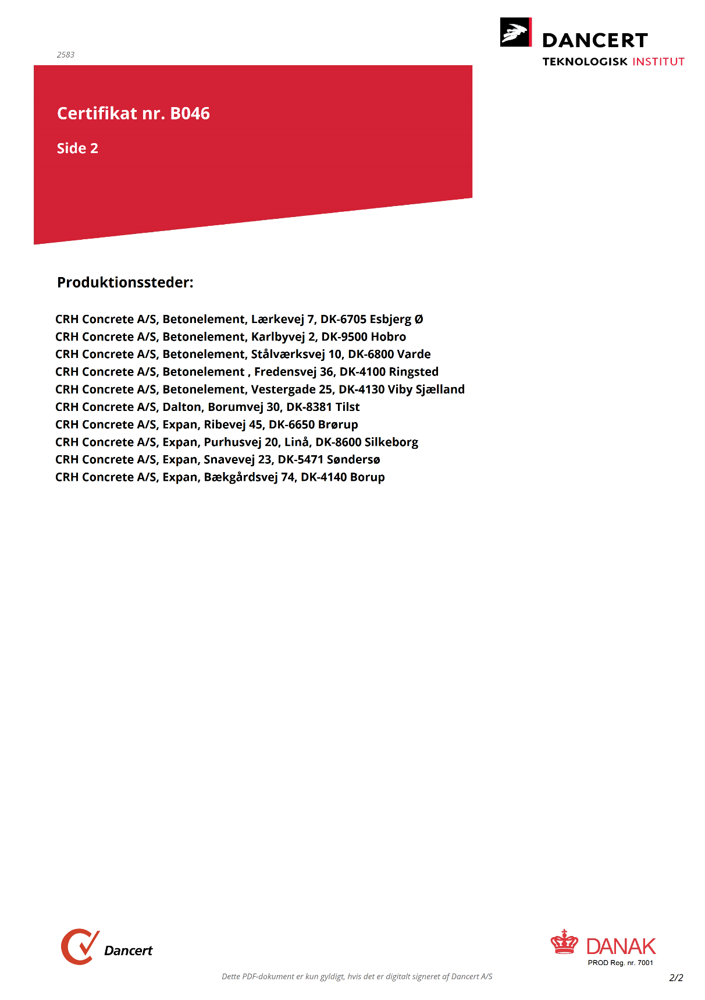 DANCERT
TEKNOLOGISK INSTITUT
2583
Certifikat nr. B046
Side 2
Produktionssteder:
CRH Concrete A/S, Betonelement, Lærkevej 7, DK-6705 Esbjerg Ø
CRH Concrete A/S, Betonelement, Karlbyvej 2, DK-9500 Hobro
CRH Concrete A/S, Betonelement, Stålværksvej 10, DK-6800 Varde
CRH Concrete A/S, Betonelement , Fredensvej 36, DK-4100 Ringsted
CRH Concrete A/S, Betonelement, Vestergade 25, DK-4130 Viby Sjælland
CRH Concrete A/S, Dalton, Borumvej 30, DK-8381 Tilst
CRH Concrete A/S, Expan, Ribevej 45, DK-6650 Brørup
CRH Concrete A/S, Expan, Purhusvej 20, Linå, DK-8600 Silkeborg
CRH Concrete A/S, Expan, Snavevej 23, DK-5471 Søndersø
CRH Concrete A/S, Expan, Bækgårdsvej 74, DK-4140 Borup
Dancert
DANAK
PROD Reg. nr. 7001
Dette PDF-dokument er kun gyldigt, hvis det er digitalt signeret af Dancert A/S
2/2